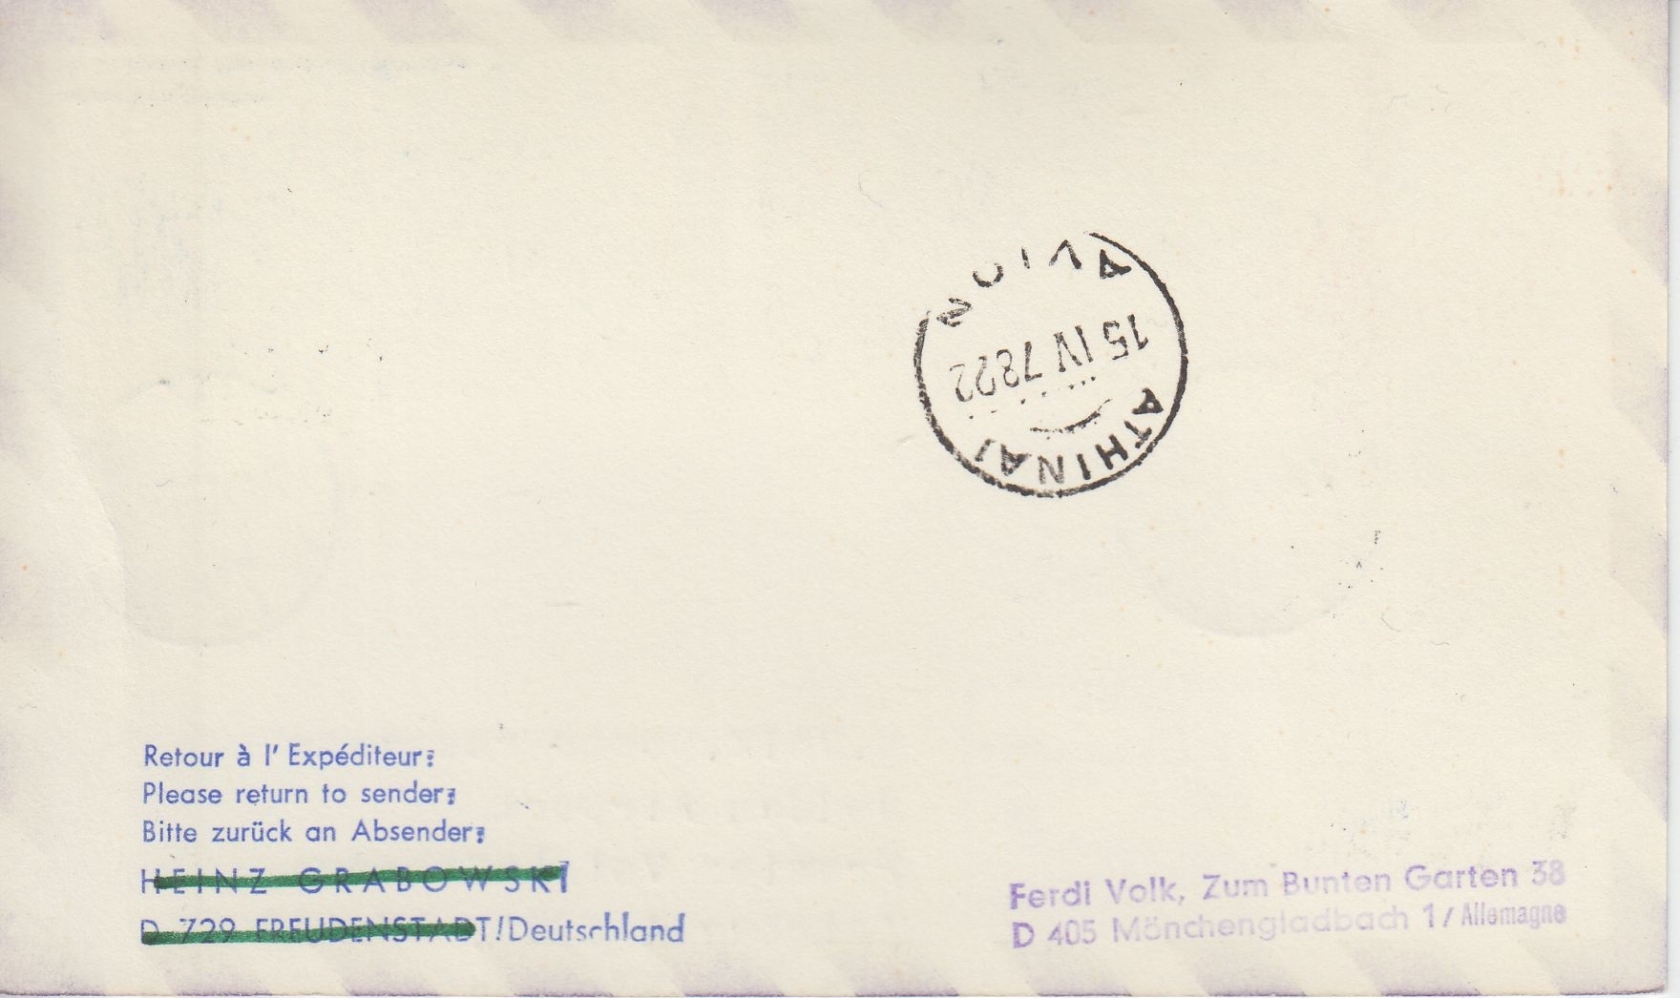 AVION
15 IV 78 22
ATHINAI
Retour à l'Expéditeur:
Please return to sender:
Bitte zurück an Absender:
HEINZ GRABOWSKI
D 729 FREUDENSTADT!Deutschland
Ferdi Volk, Zum Bunten Garten 38
D 405 Mönchengladbach 1/ Allemagne